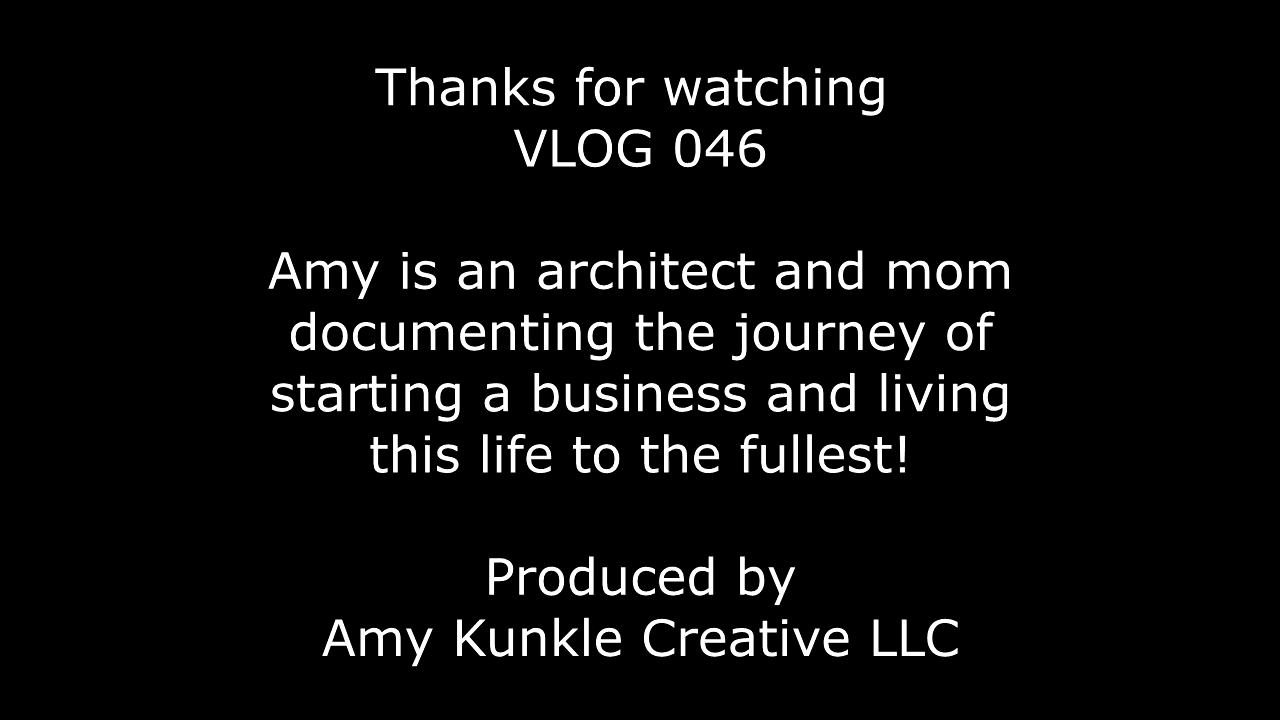 Thanks for watching
VLOG 046
Amy is an architect and mom
documenting the journey of
starting a business and living
this life to the fullest!
Produced by
Amy Kunkle Creative LLC